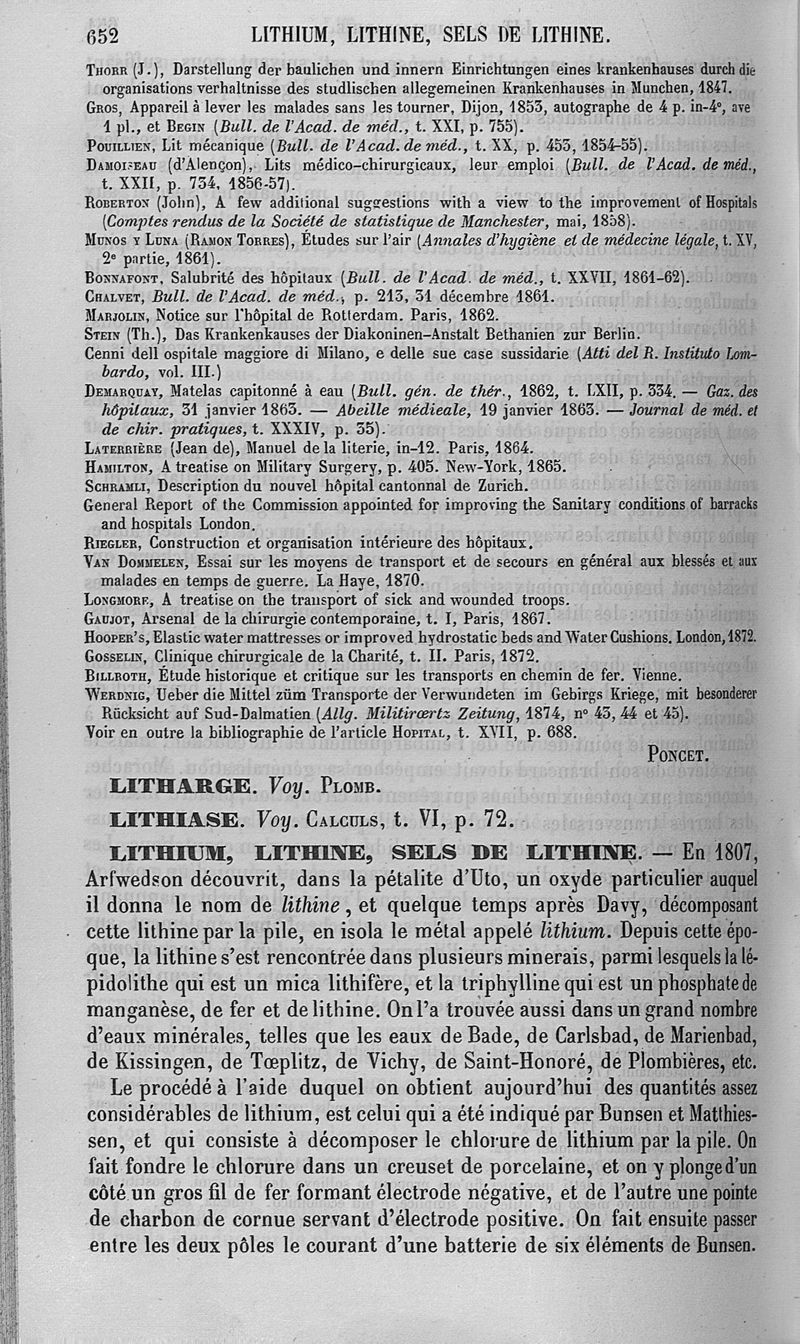 652 LITHIUM, LITHINE, SELS DE LITHINE.
Thorr (J.), Darstellung der baulichen und innern Einrichtungen eines krankenhauses durch die
organisations verhaltnisse des studlischen allegemeinen Krankenhauses in Munchen, 1847.
Gros, Appareil à lever les malades sans les tourner, Dijon, 1853, autographe de 4 p. in-4°, ave
1 pl., et Begin (Bull. de l'Acad. de méd., t. XXI, p. 755).
Pouillien, Lit mécanique (Bull. de l'Acad. de méd., t. XX, p. 453, 1854-55).
Damoiseau (d'Alençon), Lits médico-chirurgicaux, leur emploi (Bull. de l'Acad. de méd.,
t. XXII, p. 734, 1856-57).
Roberton (John), A few additional suggestions with a view to the improvement of Hospitals
(Comptes rendus de la Société de statistique de Manchester, mai, 1858).
Munos y Luna (Ramon Torres), Études sur l'air (Annales d'hygiène et de médecine légale, t. XV,
2e partie, 1861).
Bonnafont, Salubrité des hôpitaux (Bull. de l'Acad. de méd., t. XXVII, 1861-62).
Chalvet, Bull. de l'Acad. de méd., p. 213, 31 décembre 1861.
Marjolin, Notice sur l'hôpital de Rotterdam. Paris, 1862.
Stein (Th.), Das Krankenkauses der Diakoninen-Anstalt Bethanien zur Berlin.
Cenni dell ospitale maggiore di Milano, e delle sue case sussidarie (Atti del R. Instituto Lom-
bardo, vol. III.)
Demarquay, Matelas capitonné à eau (Bull. gén. de thér., 1862, t. LXII, p. 334. — Gaz. des
hôpitaux, 31 janvier 1863. — Abeille médieale, 19 janvier 1863. — Journal de méd. et
de chir. pratiques, t. XXXIV, p. 35).
Laterrière (Jean de), Manuel de la literie, in-12. Paris, 1864.
Hamilton, A treatise on Military Surgery, p. 405. New-York, 1865.
Schramli, Description du nouvel hôpital cantonnal de Zurich.
General Report of the Commission appointed for improving the Sanitary conditions of barracks
and hospitals London.
Riegler, Construction et organisation intérieure des hôpitaux.
Van Dommelen, Essai sur les moyens de transport et de secours en général aux blessés et aux
malades en temps de guerre. La Haye, 1870.
Longmore, A treatise on the transport of sick and wounded troops.
Gaujot, Arsenal de la chirurgie contemporaine, t. I, Paris, 1867.
Hooper's, Elastic water mattresses or improved hydrostatic beds and Water Cushions. London, 1872.
Gosselin, Clinique chirurgicale de la Charité, t. II. Paris, 1872.
Billroth, Étude historique et critique sur les transports en chemin de fer. Vienne.
Werdnig, Ueber die Mittel züm Transporte der Verwundeten im Gebirgs Kriege, mit besonderer
Rücksicht auf Sud-Dalmatien (Allg. Militirœrtz Zeitung, 1874, n° 43, 44 et 45).
Voir en outre la bibliographie de l'article Hopital, t. XVII, p. 688.
Poncet.
LITHARGE. Voy. Plomb.
LITHIASE. Voy. Calculs, t. VI, p. 72.
LITHIUM, LITHINE, SELS DE LITHINE. — En 1807,
Arfwedson découvrit, dans la pétalite d'Uto, un oxyde particulier auquel
il donna le nom de lithine, et quelque temps après Davy, décomposant
cette lithine par la pile, en isola le métal appelé lithium. Depuis cette épo-
que, la lithine s'est rencontrée dans plusieurs minerais, parmi lesquels la lé-
pidolithe qui est un mica lithifère, et la triphylline qui est un phosphate de
manganèse, de fer et de lithine. On l'a trouvée aussi dans un grand nombre
d'eaux minérales, telles que les eaux de Bade, de Carlsbad, de Marienbad,
de Kissingen, de Tœplitz, de Vichy, de Saint-Honoré, de Plombières, etc.
Le procédé à l'aide duquel on obtient aujourd'hui des quantités assez
considérables de lithium, est celui qui a été indiqué par Bunsen et Matthies-
sen, et qui consiste à décomposer le chlorure de lithium par la pile. On
fait fondre le chlorure dans un creuset de porcelaine, et on y plonge d'un
côté un gros fil de fer formant électrode négative, et de l'autre une pointe
de charbon de cornue servant d'électrode positive. On fait ensuite passer
entre les deux pôles le courant d'une batterie de six éléments de Bunsen.